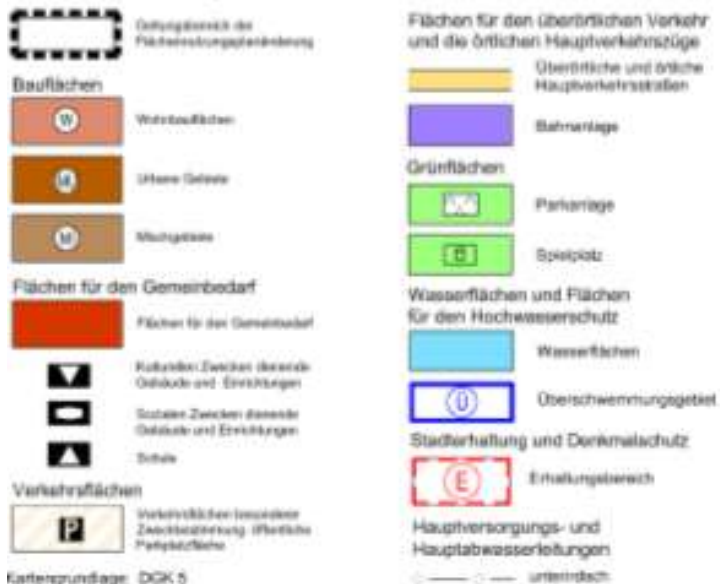 Geltungsbereich der
Flächennutzungsplanänderung
Bauflächen
W
Wohnbauflächen
Urbane Gebiete
M
Mischgebiete
Flächen für den Gemeinbedarf
Flächen für den Gemeinbedarf
Kulturellen Zwecken dienende
Gebäude und Einrichtungen
Sozialen Zwecken dienende
Gebäude und Einrichtungen
Schule
Verkehrsflächen
P
Verkehrsflächen besonderer
Zweckbestimmung: öffentliche
Parkplatzfläche
Kartengrundlage: DGK 5
Flächen für den überörtlichen Verkehr
und die örtlichen Hauptverkehrszüge
Überörtliche und örtliche
Hauptverkehrsstraßen
Bahnanlage
Grünflächen
Parkanlage
Spielplatz
Wasserflächen und Flächen
für den Hochwasserschutz
Wasserflächen
Ü
Überschwemmungsgebiet
Stadterhaltung und Denkmalschutz
E
Erhaltungsbereich
Hauptversorgungs- und
Hauptabwasserleitungen
unterirdisch